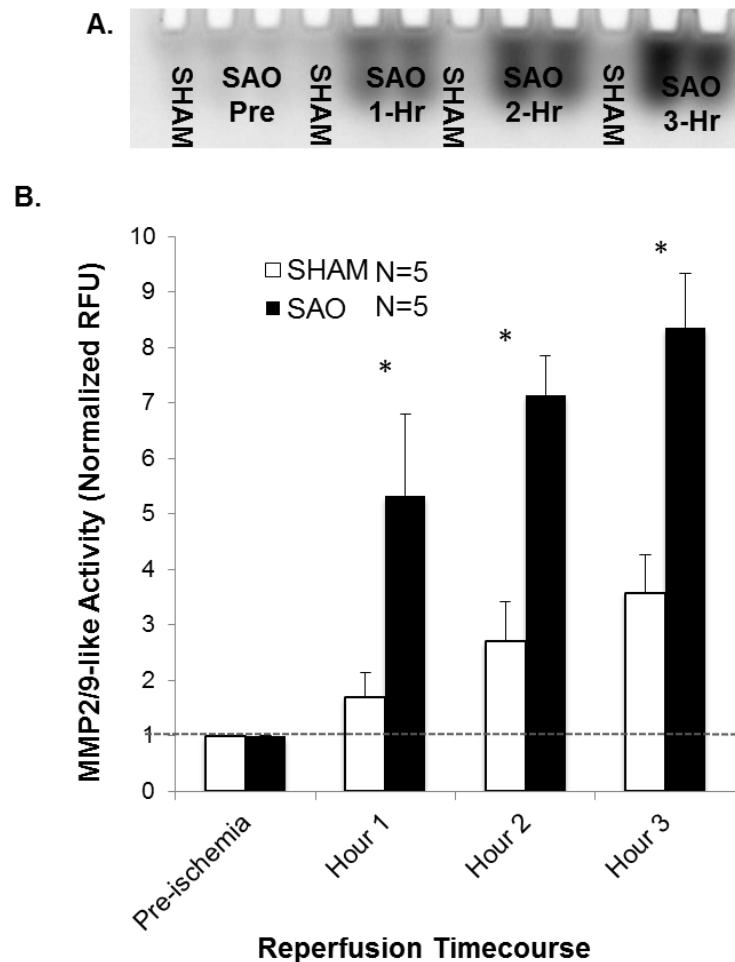 A.
SHAM
SAO
Pre
SHAM
SAO
1-Hr
SHAM
SAO
2-Hr
SHAM
SAO
3-Hr
B.
MMP2/9-like Activity (Normalized RFU)
10
9
8
7
6
5
4
3
2
1
0
SHAM N=5
SAO N=5
*
*
*
Pre-ischemia
Hour 1
Hour 2
Hour 3
Reperfusion Timecourse